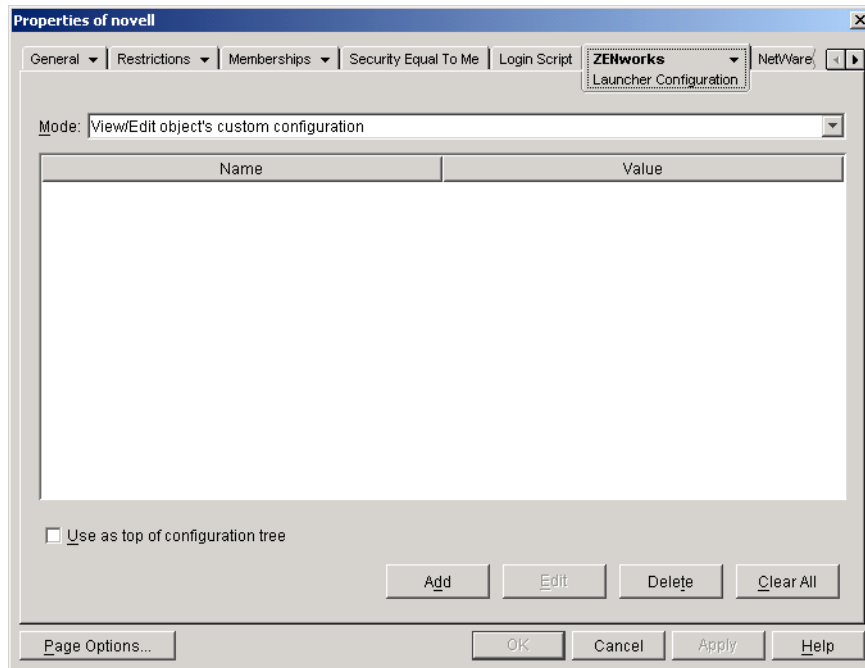 Properties of novell
General Restrictions Memberships Security Equal To Me Login Script ZENworks NetWare
Launcher Configuration
Mode: View/Edit object's custom configuration
Name Value
Use as top of configuration tree
Add Edit Delete Clear All
Page Options... OK Cancel Apply Help